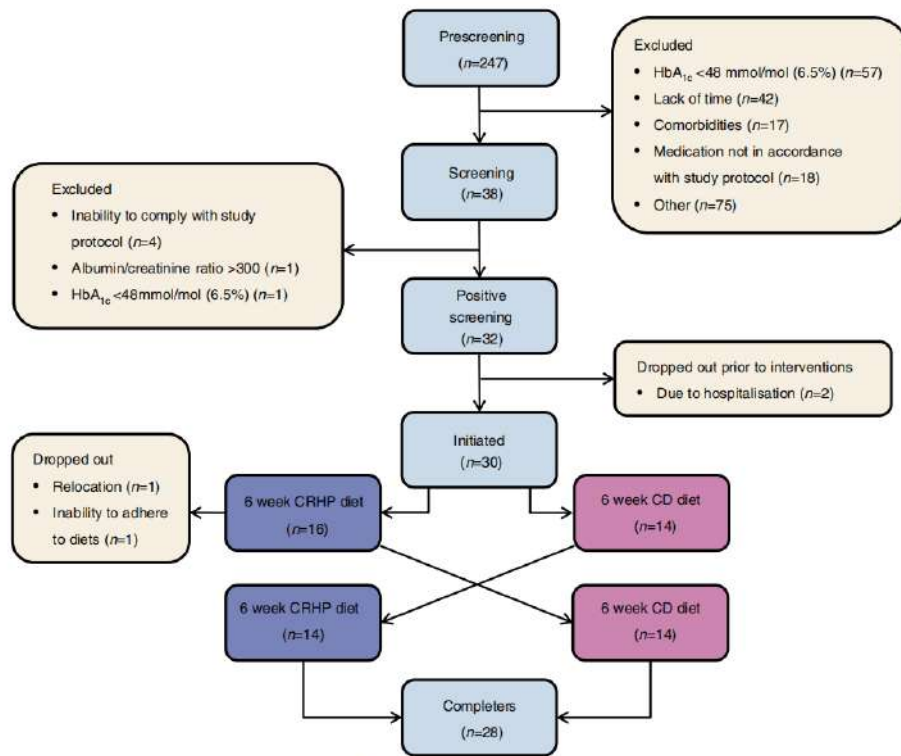 Prescreening
(n=247)
Excluded
• HbA1c <48 mmol/mol (6.5%) (n=57)
• Lack of time (n=42)
• Comorbidities (n=17)
• Medication not in accordance
with study protocol (n=18)
• Other (n=75)
Screening
(n=38)
Excluded
• Inability to comply with study
protocol (n=4)
• Albumin/creatinine ratio >300 (n=1)
• HbA1c <48mmol/mol (6.5%) (n=1)
Positive
screening
(n=32)
Dropped out prior to interventions
• Due to hospitalisation (n=2)
Initiated
(n=30)
Dropped out
• Relocation (n=1)
• Inability to adhere
to diets (n=1)
6 week CRHP diet
(n=16)
6 week CD diet
(n=14)
6 week CRHP diet
(n=14)
6 week CD diet
(n=14)
Completers
(n=28)